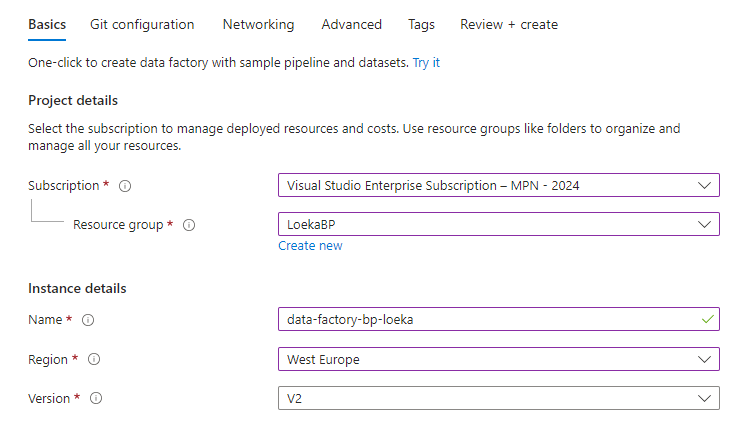 Basics Git configuration Networking Advanced Tags Review + create
One-click to create data factory with sample pipeline and datasets. Try it
Project details
Select the subscription to manage deployed resources and costs. Use resource groups like folders to organize and
manage all your resources.
Subscription * Visual Studio Enterprise Subscription – MPN - 2024
Resource group * LoekaBP
Create new
Instance details
Name * data-factory-bp-loeka
Region * West Europe
Version * V2